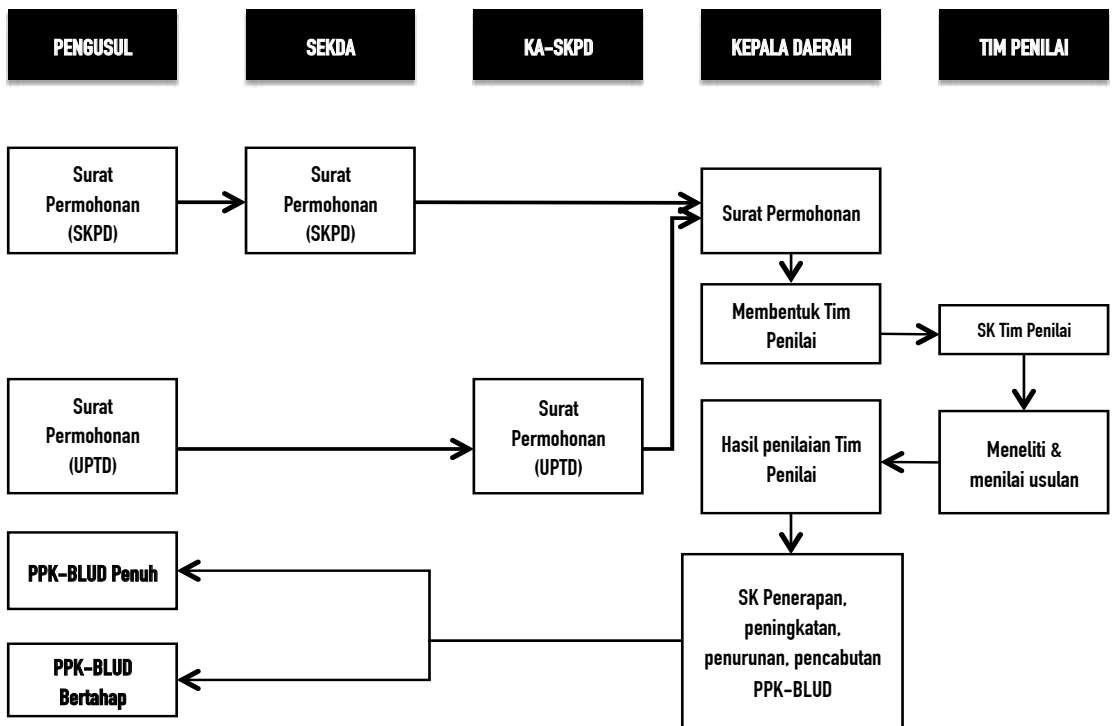 PENGUSUL
SEKDA
KA-SKPD
KEPALA DAERAH
TIM PENILAI
Surat
Permohonan
(SKPD)
Surat
Permohonan
(SKPD)
Surat Permohonan
Membentuk Tim
Penilai
SK Tim Penilai
Surat
Permohonan
(UPTD)
Surat
Permohonan
(UPTD)
Hasil penilaian Tim
Penilai
Meneliti &
menilai usulan
PPK-BLUD Penuh
PPK-BLUD
Bertahap
SK Penerapan,
peningkatan,
penurunan, pencabutan
PPK-BLUD